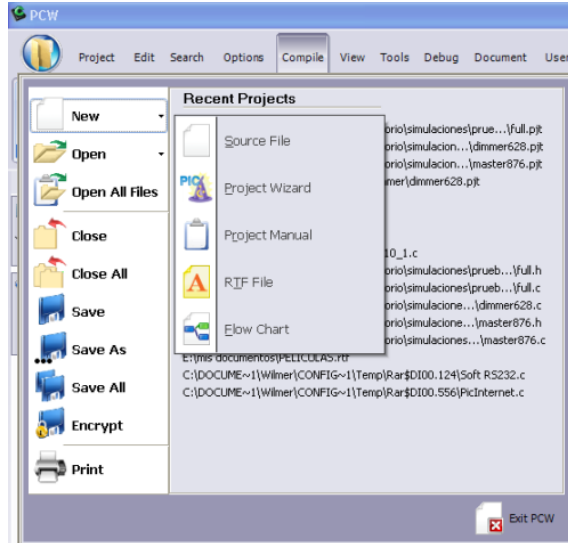 PCW
Project Edit Search Options Compile View Tools Debug Document User
New
Open
Open All Files
Close
Close All
Save
Save As
Save All
Encrypt
Print
Recent Projects
orio\simulaciones\prue...\full.pjt
orio\simulacion...\dimmer628.pjt
orio\simulacion...\master876.pjt
mer\dimmer628.pjt
Source File
PIC
Project Wizard
Project Manual
RTF File
Flow Chart
10_1.c
orio\simulaciones\prueb...\full.h
orio\simulaciones\prueb...\full.c
orio\simulacione...\dimmer628.c
orio\simulacione...\master876.h
orio\simulaciones...\master876.c
E:\mis documentos\PELICULAS.rtf
C:\DOCUME~1\Wilmer\CONFIG~1\Temp\Rar$DI00.124\Soft RS232.c
C:\DOCUME~1\Wilmer\CONFIG~1\Temp\Rar$DI00.556\PicInternet.c
Exit PCW